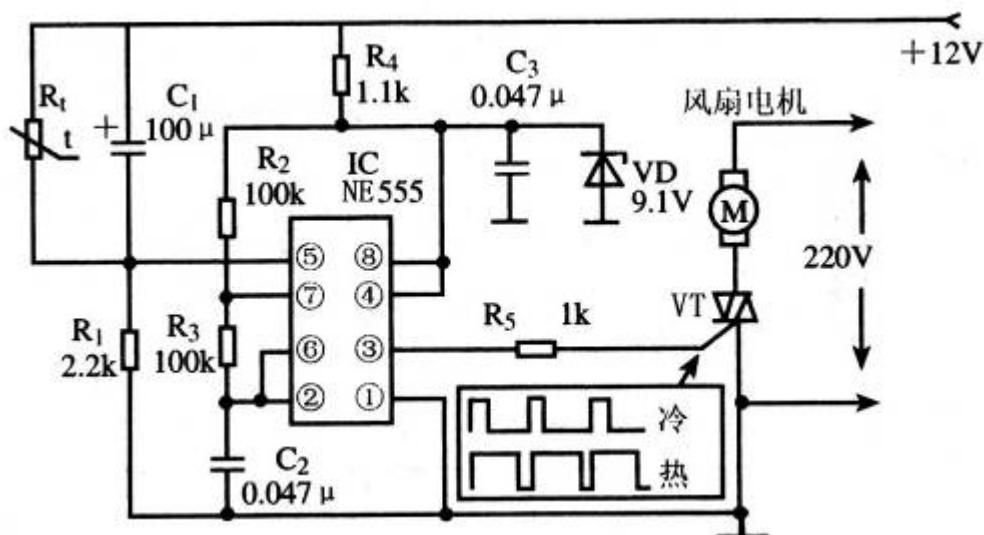 +12V
R4
1.1k
C3
0.047μ
风扇电机
Rt
t
+
C1
100μ
R2
100k
IC
NE555
VD
9.1V
M
220V
⑤ ⑧
⑦ ④
⑥ ③
② ①
R1
2.2k
R3
100k
R5 1k
VT
C2
0.047μ
冷
热